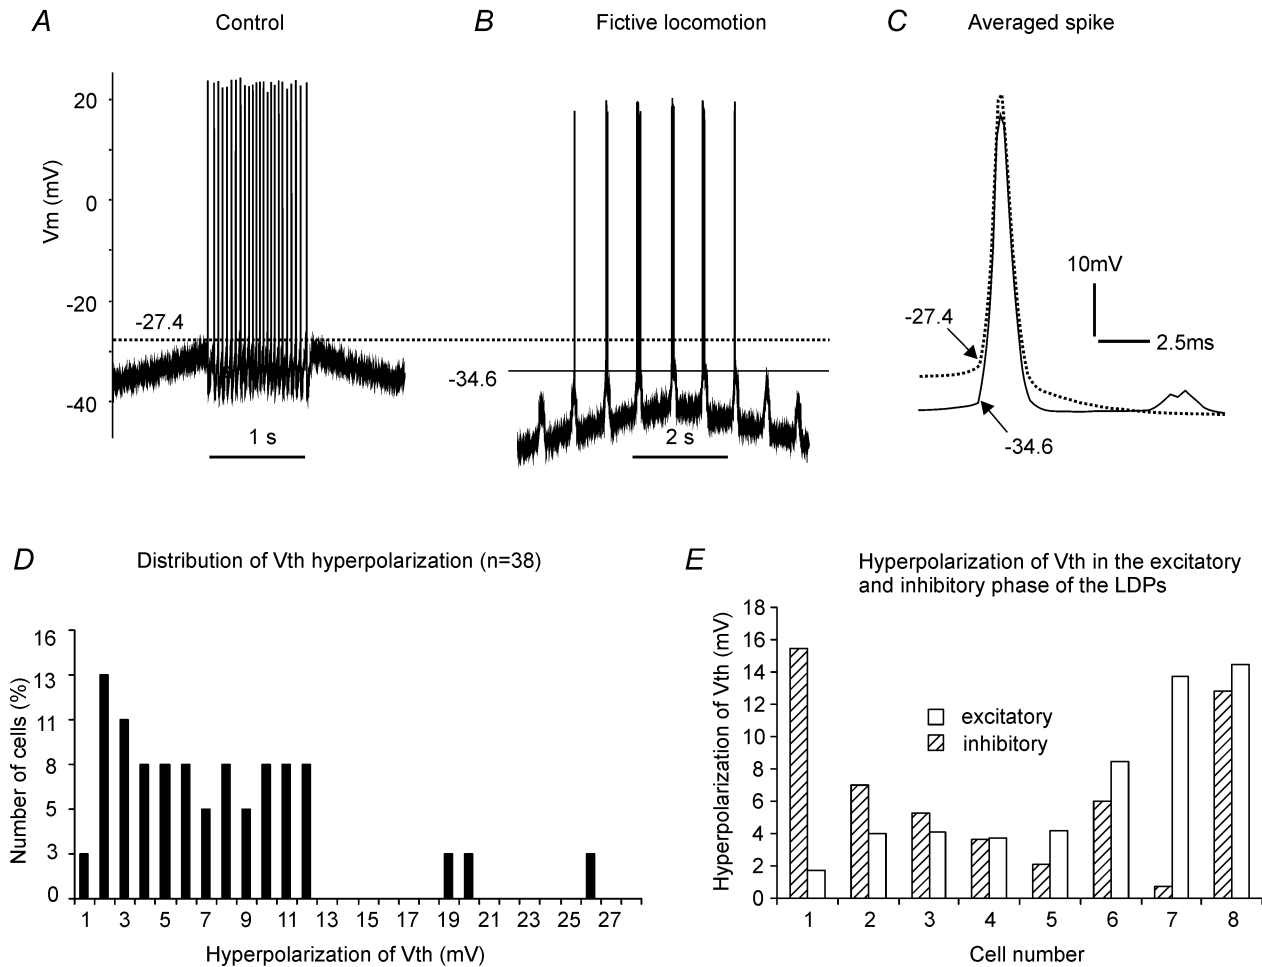 A
Control
B
Fictive locomotion
C
Averaged spike
Vm (mV)
20
0
-20
-40
-27.4
1 s
-34.6
2 s
-27.4
-34.6
10mV
2.5ms
D
Distribution of Vth hyperpolarization (n=38)
Number of cells (%)
16
13
11
8
5
3
0
1 3 5 7 9 11 13 15 17 19 21 23 25 27
Hyperpolarization of Vth (mV)
E
Hyperpolarization of Vth in the excitatory
and inhibitory phase of the LDPs
Hyperpolarization of Vth (mV)
18
16
14
12
10
8
6
4
2
0
excitatory
inhibitory
1 2 3 4 5 6 7 8
Cell number